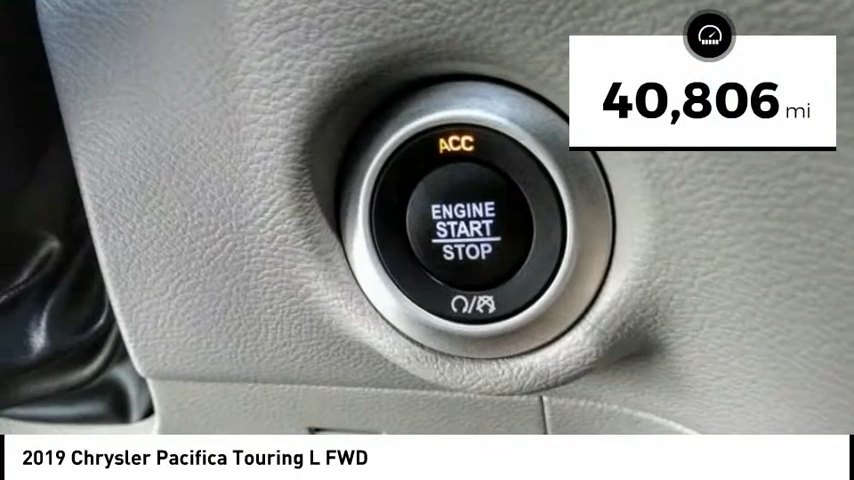 40,806 mi
ACC
ENGINE
START
STOP
2019 Chrysler Pacifica Touring L FWD